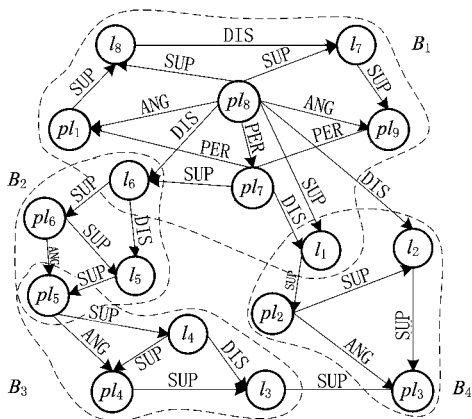 l8 DIS l7 B1
SUP SUP SUP SUP
pl1 ANG pl8 ANG pl9
DIS PER PER PER
B2 l6 SUP pl7 SUP DIS
SUP DIS DIS
pl6 SUP l1 l2
ANG SUP l5 SUP SUP
pl5 SUP pl2 SUP
ANG l4 SUP DIS ANG
B3 pl4 SUP l3 SUP pl3 B4